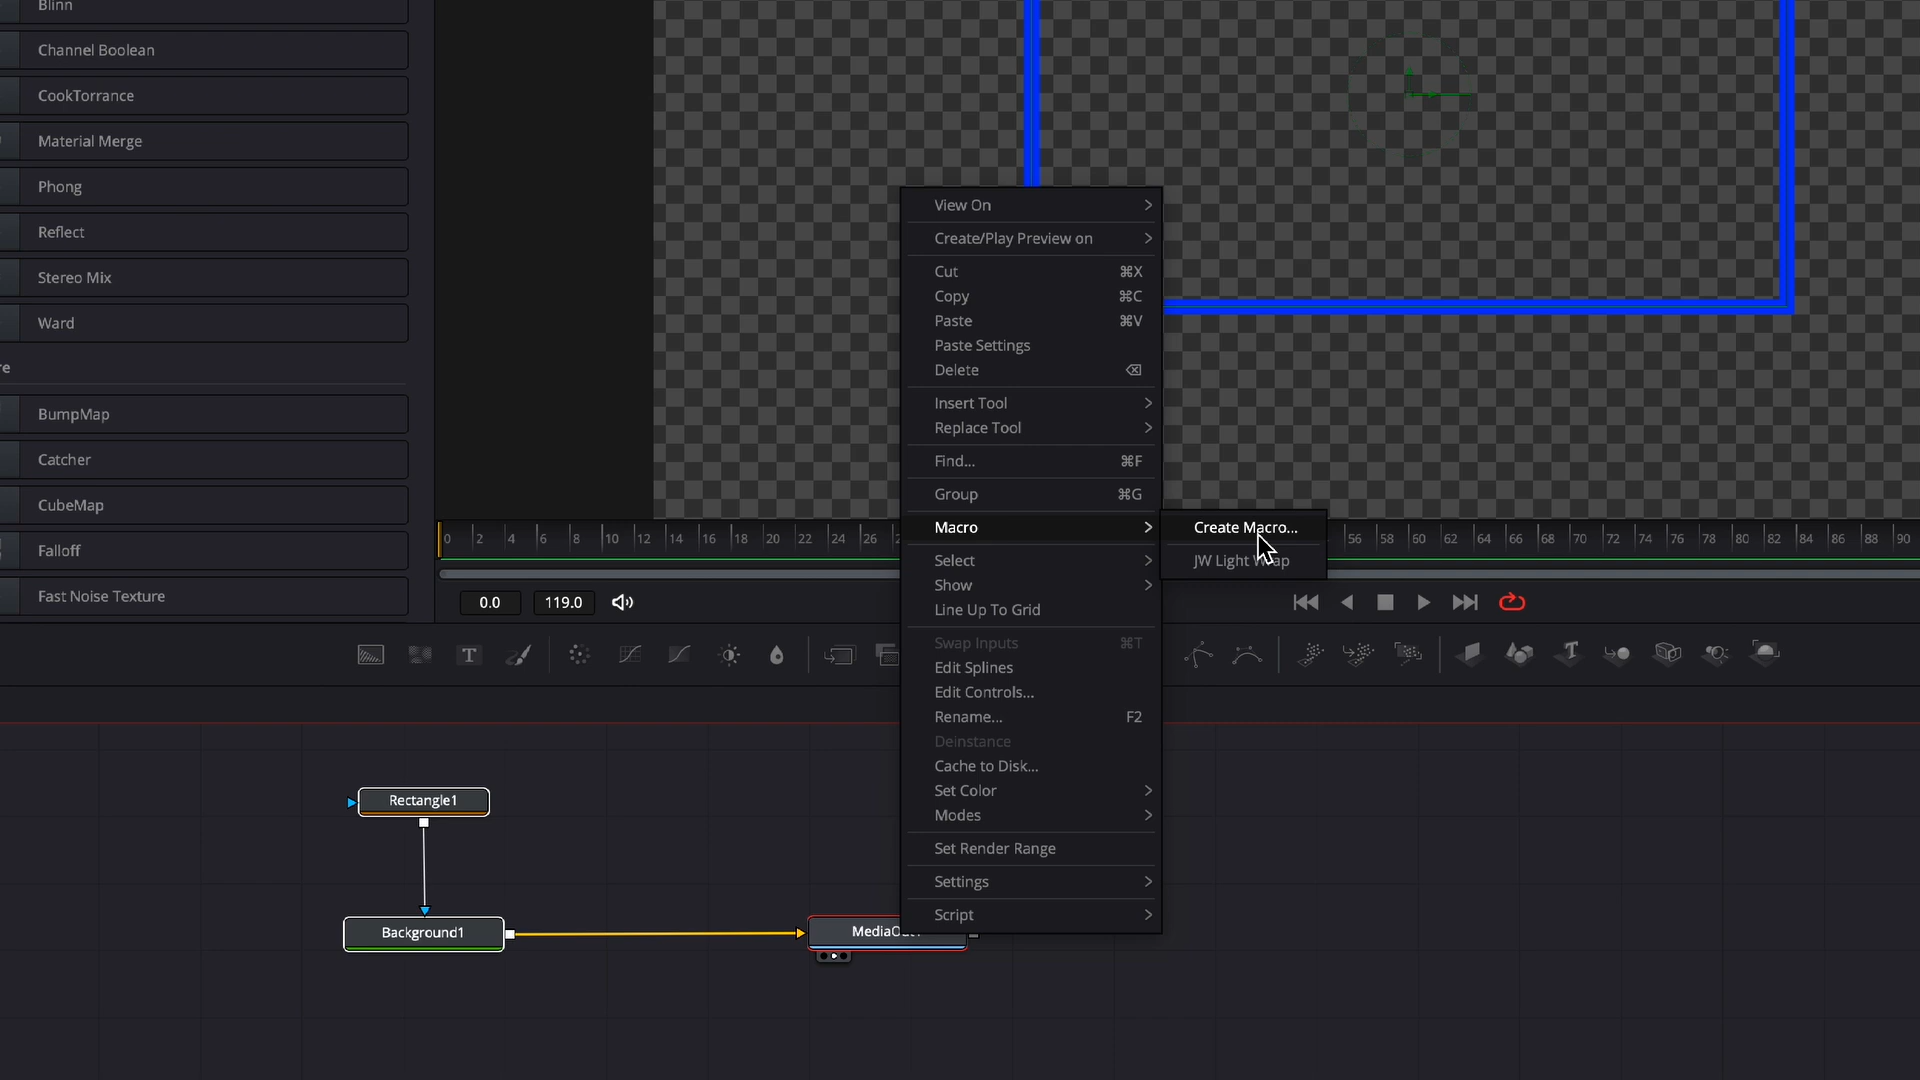 Blinn
Channel Boolean
CookTorrance
Material Merge
Phong
Reflect
Stereo Mix
Ward
re
BumpMap
Catcher
CubeMap
Falloff
Fast Noise Texture
View On
Create/Play Preview on
Cut ⌘X
Copy ⌘C
Paste ⌘V
Paste Settings
Delete ⌫
Insert Tool
Replace Tool
Find... ⌘F
Group ⌘G
Macro
Select
Show
Line Up To Grid
Swap Inputs ⌘T
Edit Splines
Edit Controls...
Rename... F2
Deinstance
Cache to Disk...
Set Color
Modes
Set Render Range
Settings
Script
Create Macro...
JW Light Wrap
0 2 4 6 8 10 12 14 16 18 20 22 24 26 56 58 60 62 64 66 68 70 72 74 76 78 80 82 84 86 88 90
0.0 119.0
T T
Rectangle1
Background1
MediaOut1